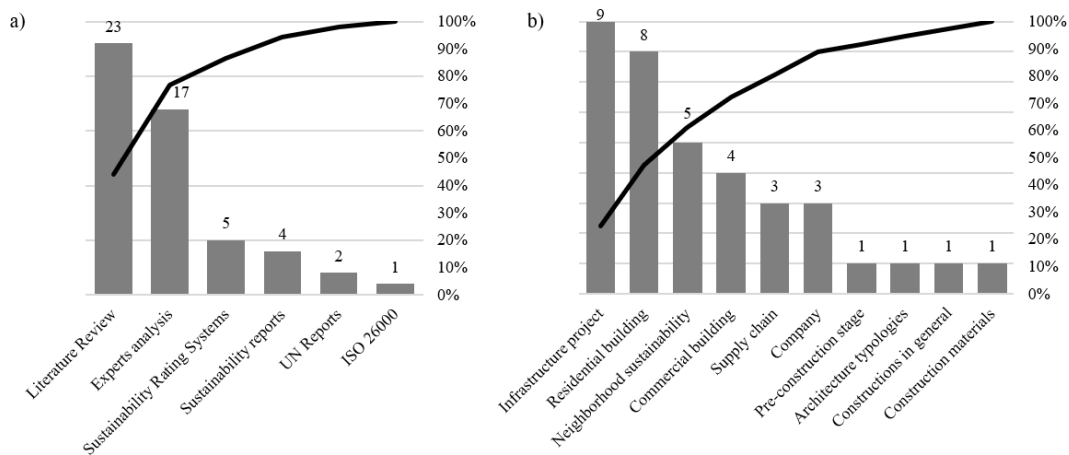 a)
23
17
5
4
2
1
100%
90%
80%
70%
60%
50%
40%
30%
20%
10%
0%
Literature Review
Experts analysis
Sustainability Rating Systems
Sustainability reports
UN Reports
ISO 26000
b)
9
8
5
4
3
3
1
1
1
1
100%
90%
80%
70%
60%
50%
40%
30%
20%
10%
0%
Infrastructure project
Residential building
Neighborhood sustainability
Commercial building
Supply chain
Company
Pre-construction stage
Architecture typologies
Constructions in general
Construction materials